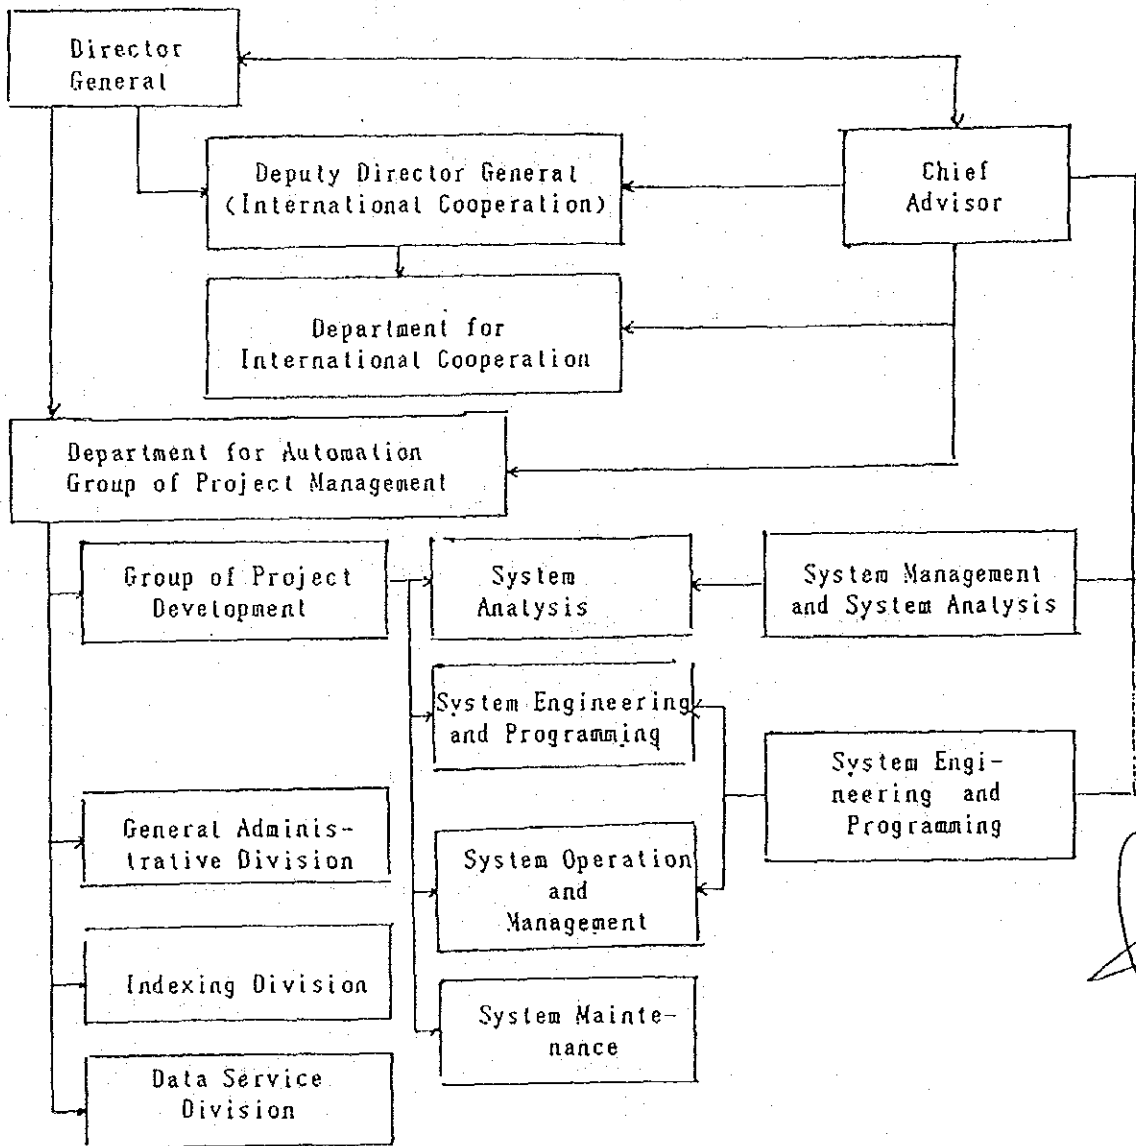 Director
General
Deputy Director General
(International Cooperation)
Chief
Advisor
Department for
International Cooperation
Department for Automation
Group of Project Management
Group of Project
Development
System
Analysis
System Management
and System Analysis
System Engineering
and Programming
System Engi-
neering and
Programming
General Adminis-
trative Division
System Operation
and
Management
Indexing Division
System Mainte-
nance
Data Service
Division